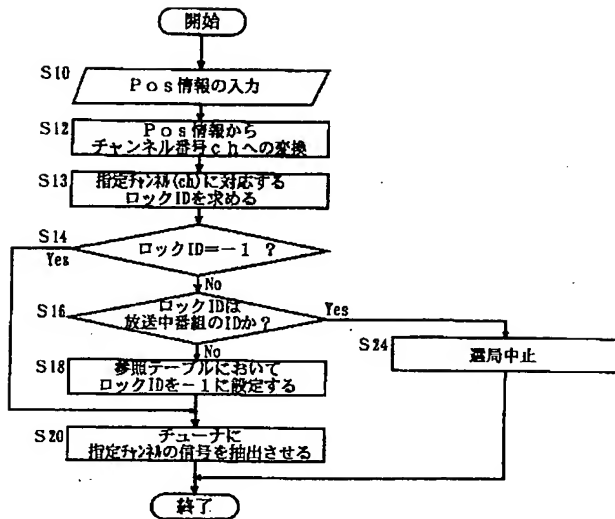 開始
S10
Pos情報の入力
S12
Pos情報から
チャンネル番号chへの変換
S13
指定チャンネル(ch)に対応する
ロックIDを求める
S14
ロックID=-1 ?
Yes
No
S16
ロックIDは
放送中番組のIDか?
Yes
No
S24
選局中止
S18
参照テーブルにおいて
ロックIDを-1に設定する
S20
チューナに
指定チャンネルの信号を抽出させる
終了